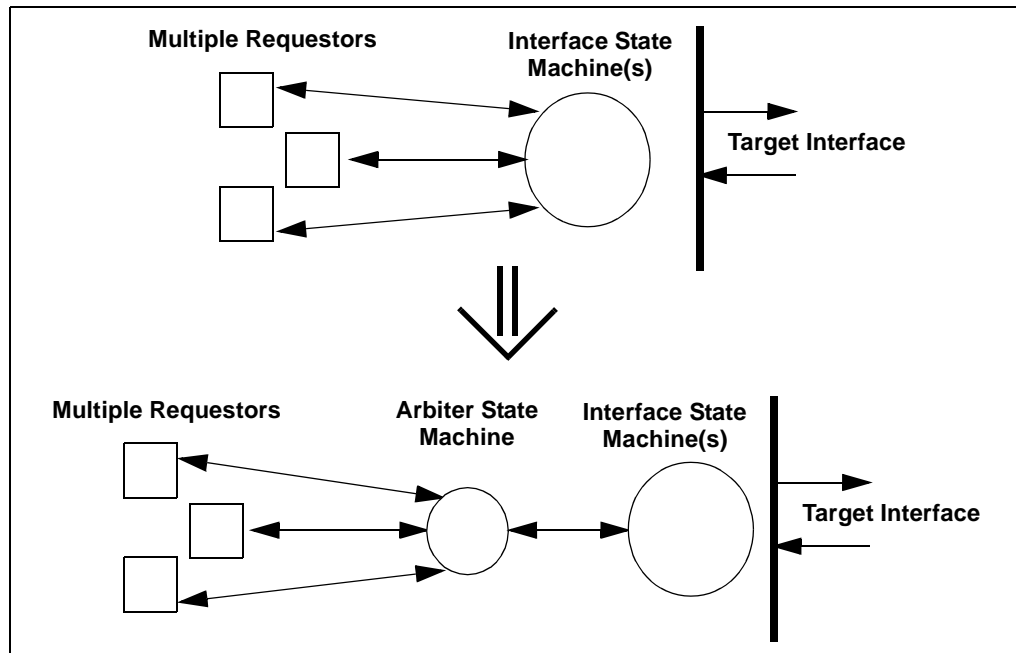 Multiple Requestors
Interface State
Machine(s)
Target Interface
Multiple Requestors
Arbiter State
Machine
Interface State
Machine(s)
Target Interface